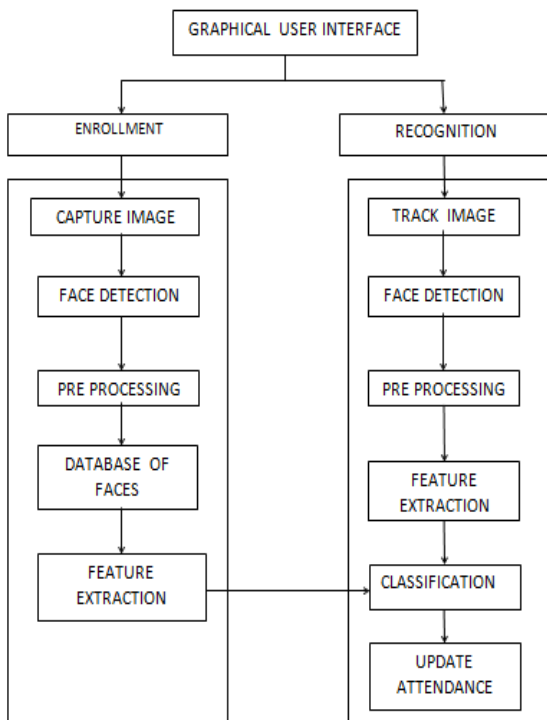 GRAPHICAL USER INTERFACE
ENROLLMENT
RECOGNITION
CAPTURE IMAGE
FACE DETECTION
PRE PROCESSING
DATABASE OF
FACES
FEATURE
EXTRACTION
TRACK IMAGE
FACE DETECTION
PRE PROCESSING
FEATURE
EXTRACTION
CLASSIFICATION
UPDATE
ATTENDANCE